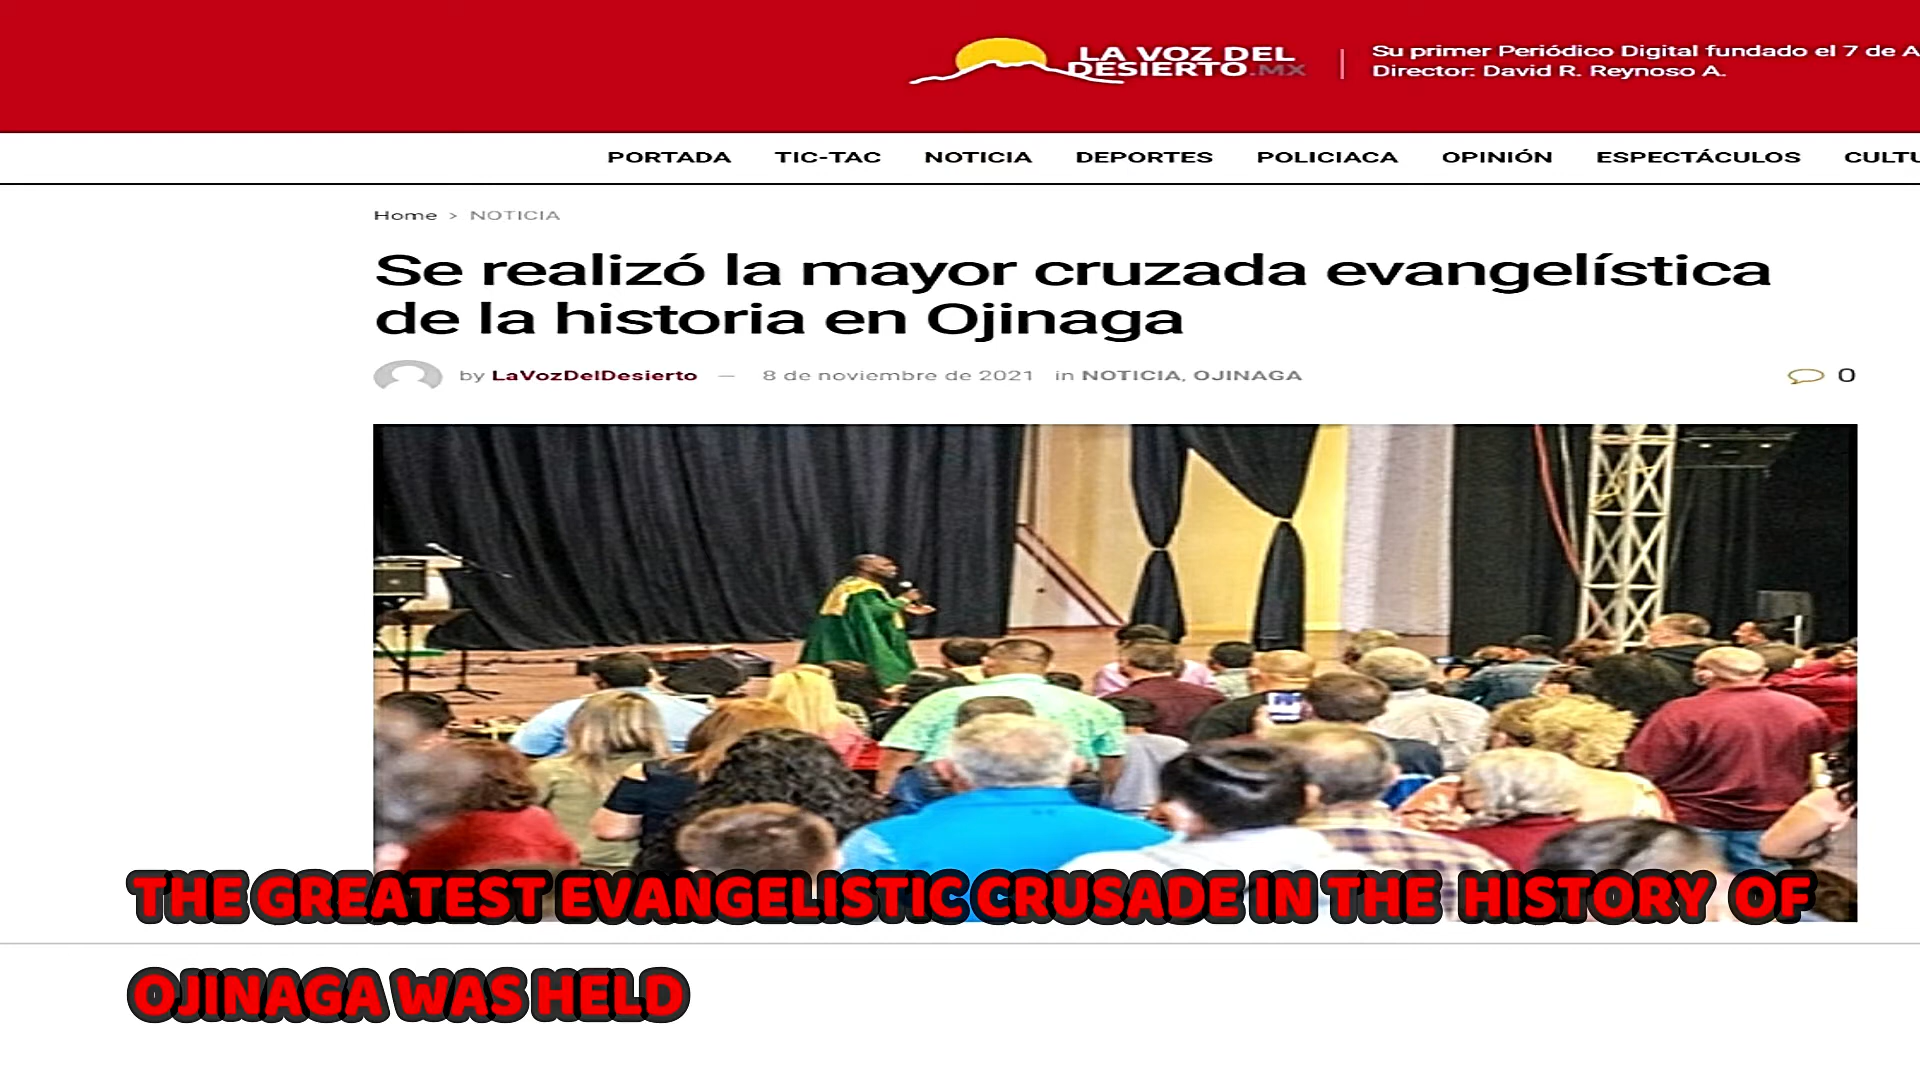 LA VOZ DEL
DESIERTO.MX
Su primer Periódico Digital fundado el 7 de A
Director: David R. Reynoso A.
PORTADA TIC-TAC NOTICIA DEPORTES POLICIACA OPINIÓN ESPECTÁCULOS CULTU
Home > NOTICIA
Se realizó la mayor cruzada evangelística
de la historia en Ojinaga
by LaVozDelDesierto — 8 de noviembre de 2021 in NOTICIA, OJINAGA 0
THE GREATEST EVANGELISTIC CRUSADE IN THE HISTORY OF
OJINAGA WAS HELD